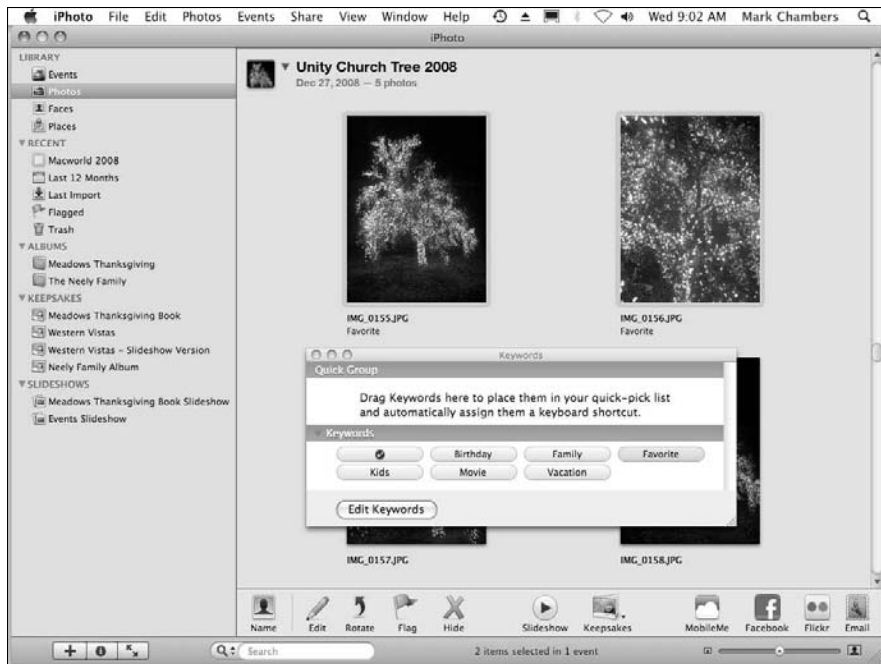 iPhoto File Edit Photos Events Share View Window Help Wed 9:02 AM Mark Chambers
iPhoto
LIBRARY
Events
Photos
Faces
Places
RECENT
Macworld 2008
Last 12 Months
Last Import
Flagged
Trash
ALBUMS
Meadows Thanksgiving
The Neely Family
KEEPSAKES
Meadows Thanksgiving Book
Western Vistas
Western Vistas – Slideshow Version
Neely Family Album
SLIDESHOWS
Meadows Thanksgiving Book Slideshow
Events Slideshow
Unity Church Tree 2008
Dec 27, 2008 — 5 photos
IMG_0155.JPG
Favorite
IMG_0156.JPG
Favorite
Keywords
Quick Group
Drag Keywords here to place them in your quick-pick list
and automatically assign them a keyboard shortcut.
Keywords
Birthday Family Favorite
Kids Movie Vacation
Edit Keywords
IMG_0157.JPG
IMG_0158.JPG
Name Edit Rotate Flag Hide Slideshow Keepsakes MobileMe Facebook Flickr Email
Search
2 items selected in 1 event